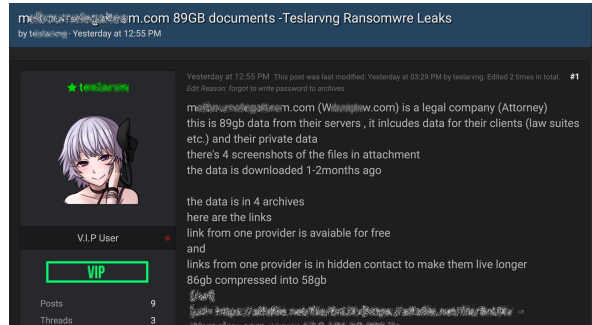 m.com 89GB documents -Teslarvng Ransomwre Leaks
by - Yesterday at 12:55 PM
Yesterday at 12:55 PM This post was last modified: Yesterday at 03:29 PM by teslarvng. Edited 2 times in total. #1
Edit Reason: forgot to write password to archives
m.com (W w.com) is a legal company (Attorney)
this is 89gb data from their servers , it inlcudes data for their clients (law suites
etc.) and their private data
there's 4 screenshots of the files in attachment
the data is downloaded 1-2months ago
the data is in 4 archives
here are the links
link from one provider is avaiable for free
and
links from one provider is in hidden contact to make them live longer
86gb compressed into 58gb
V.I.P User
VIP
Posts 9
Threads 3